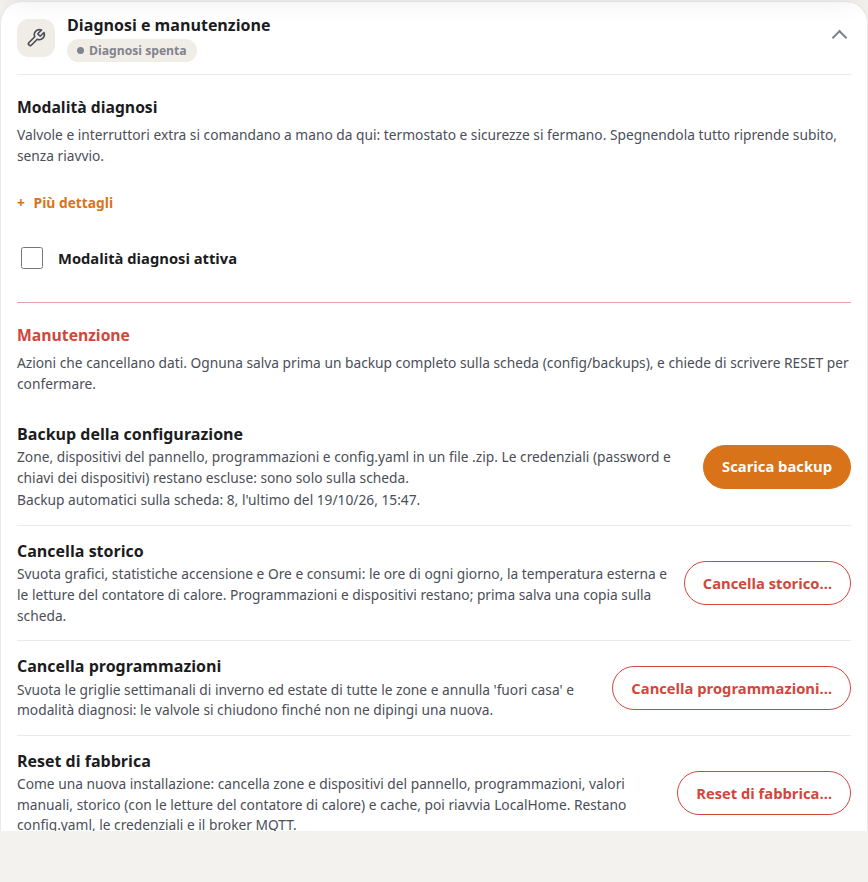 Diagnosi e manutenzione
Diagnosi spenta
Modalità diagnosi
Valvole e interruttori extra si comandano a mano da qui: termostato e sicurezze si fermano. Spegnendola tutto riprende subito,
senza riavvio.
+ Più dettagli
Modalità diagnosi attiva
Manutenzione
Azioni che cancellano dati. Ognuna salva prima un backup completo sulla scheda (config/backups), e chiede di scrivere RESET per
confermare.
Backup della configurazione
Zone, dispositivi del pannello, programmazioni e config.yaml in un file .zip. Le credenziali (password e
chiavi dei dispositivi) restano escluse: sono solo sulla scheda.
Backup automatici sulla scheda: 8, l'ultimo del 19/10/26, 15:47.
Scarica backup
Cancella storico
Svuota grafici, statistiche accensione e Ore e consumi: le ore di ogni giorno, la temperatura esterna e
le letture del contatore di calore. Programmazioni e dispositivi restano; prima salva una copia sulla
scheda.
Cancella storico...
Cancella programmazioni
Svuota le griglie settimanali di inverno ed estate di tutte le zone e annulla 'fuori casa' e
modalità diagnosi: le valvole si chiudono finché non ne dipingi una nuova.
Cancella programmazioni...
Reset di fabbrica
Come una nuova installazione: cancella zone e dispositivi del pannello, programmazioni, valori
manuali, storico (con le letture del contatore di calore) e cache, poi riavvia LocalHome. Restano
config.yaml, le credenziali e il broker MQTT.
Reset di fabbrica...